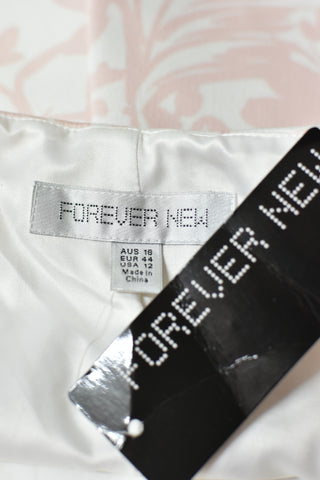 FOREVER NEW
AUS 16
EUR 44
USA 12
Made in
China
FOREVER NEW